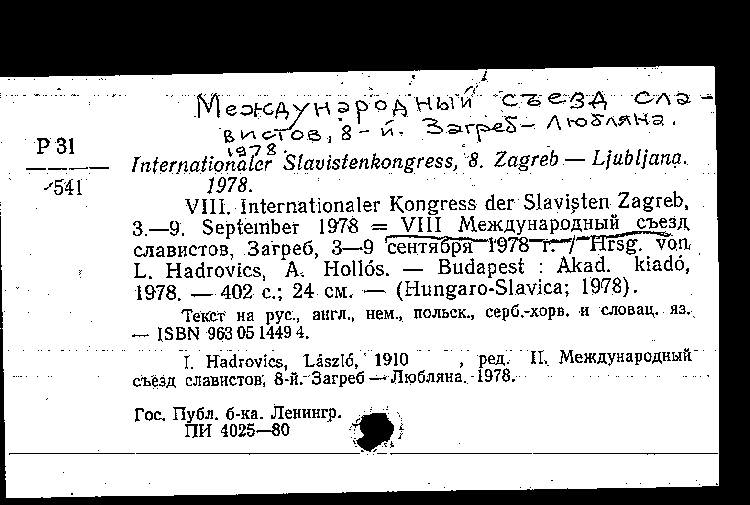 Международный съезд сла-
вистов, 8-й. Загреб - Любляна.
1978.
P 31
541
Internationaler Slavistenkongress, 8. Zagreb — Ljubljana.
1978.
VIII. Internationaler Kongress der Slavisten Zagreb,
3.—9. September 1978 = VIII Международный съезд
славистов, Загреб, 3—9 сентября 1978 г. / Hrsg. von
L. Hadrovics, A. Hollós. — Budapest : Akad. kiadó,
1978. — 402 с.; 24 см. — (Hungaro-Slavica; 1978).
Текст на рус., англ., нем., польск., серб.-хорв. и словац. яз.
— ISBN 963 05 1449 4.
I. Hadrovics, László, 1910 , ред. II. Международный
съезд славистов, 8-й. Загреб — Любляна. 1978.
Гос. Публ. б-ка. Ленингр.
ПИ 4025—80